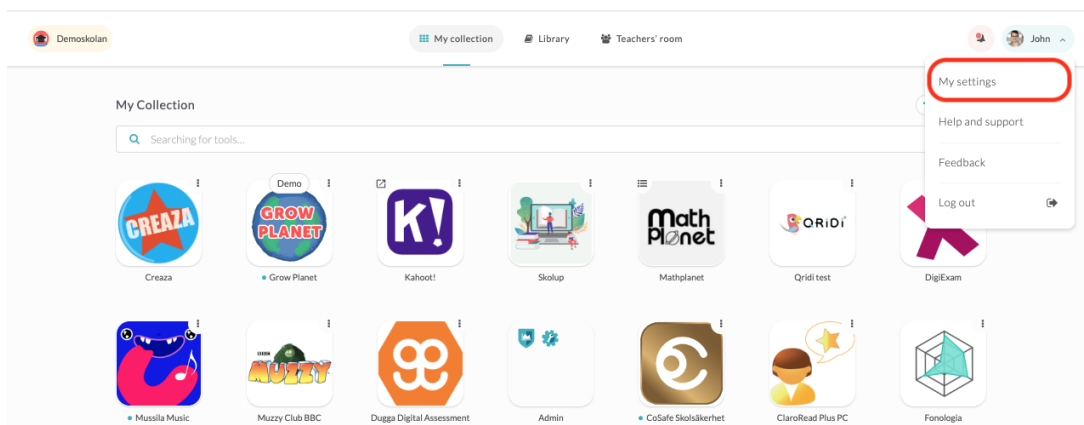 Demoskolan
My collection
Library
Teachers' room
John
My settings
Help and support
Feedback
Log out
My Collection
Searching for tools...
CREAZA
Creaza
Demo
GROW
PLANET
Grow Planet
K!
Kahoot!
Skolup
Math
Planet
Mathplanet
QRiDi
Qridi test
DigiExam
Mussila Music
BBC
MUZZY
Muzzy Club BBC
Dugga Digital Assessment
Admin
CoSafe Skolsäkerhet
ClaroRead Plus PC
Fonologia